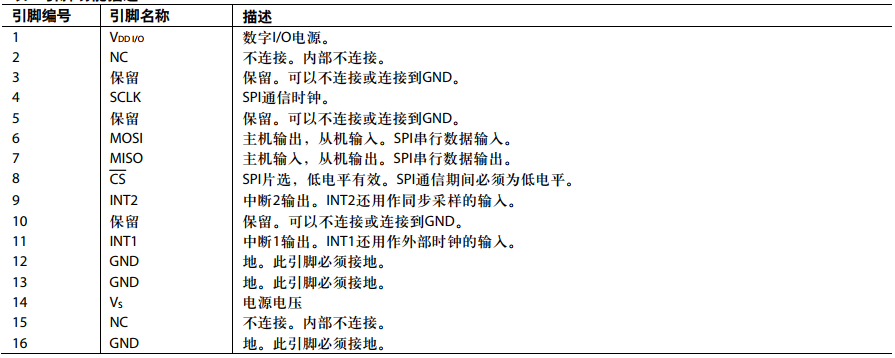 引脚编号 引脚名称 描述
1 VDD I/O 数字I/O电源。
2 NC 不连接。内部不连接。
3 保留 保留。可以不连接或连接到GND。
4 SCLK SPI通信时钟。
5 保留 保留。可以不连接或连接到GND。
6 MOSI 主机输出，从机输入。SPI串行数据输入。
7 MISO 主机输入，从机输出。SPI串行数据输出。
8 C̅S̅ SPI片选，低电平有效。SPI通信期间必须为低电平。
9 INT2 中断2输出。INT2还用作同步采样的输入。
10 保留 保留。可以不连接或连接到GND。
11 INT1 中断1输出。INT1还用作外部时钟的输入。
12 GND 地。此引脚必须接地。
13 GND 地。此引脚必须接地。
14 VS 电源电压
15 NC 不连接。内部不连接。
16 GND 地。此引脚必须接地。